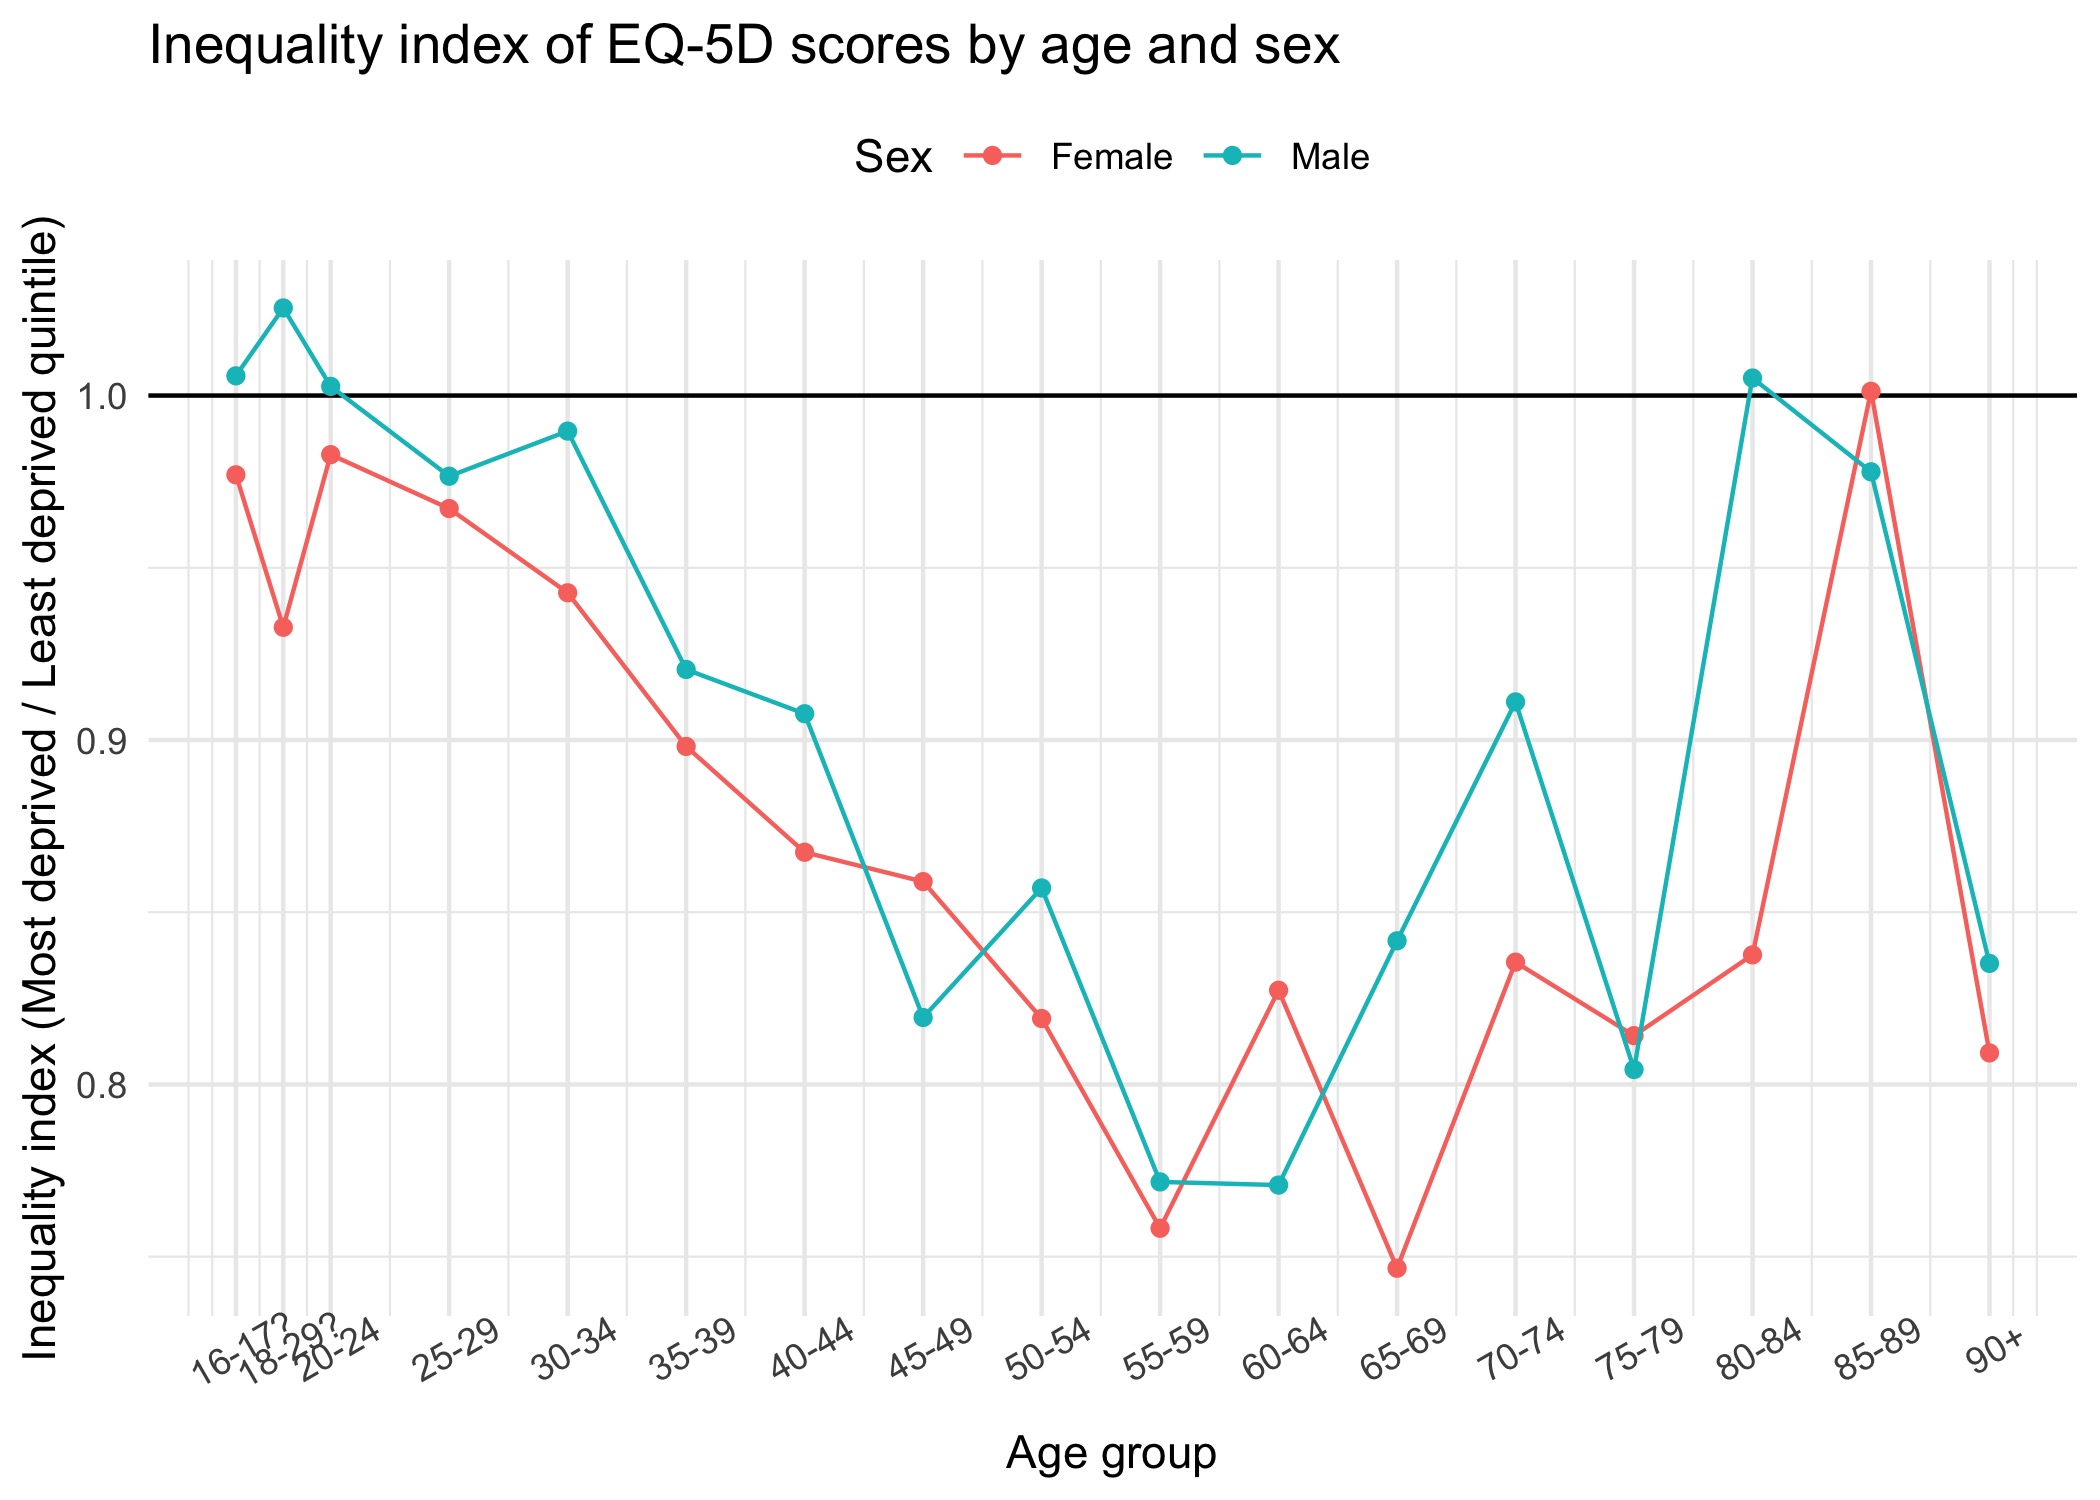 Inequality index of EQ-5D scores by age and sex
Sex Female Male
Inequality index (Most deprived / Least deprived quintile)
1.0
0.9
0.8
16-17? 18-29? 20-24 25-29 30-34 35-39 40-44 45-49 50-54 55-59 60-64 65-69 70-74 75-79 80-84 85-89 90+
Age group